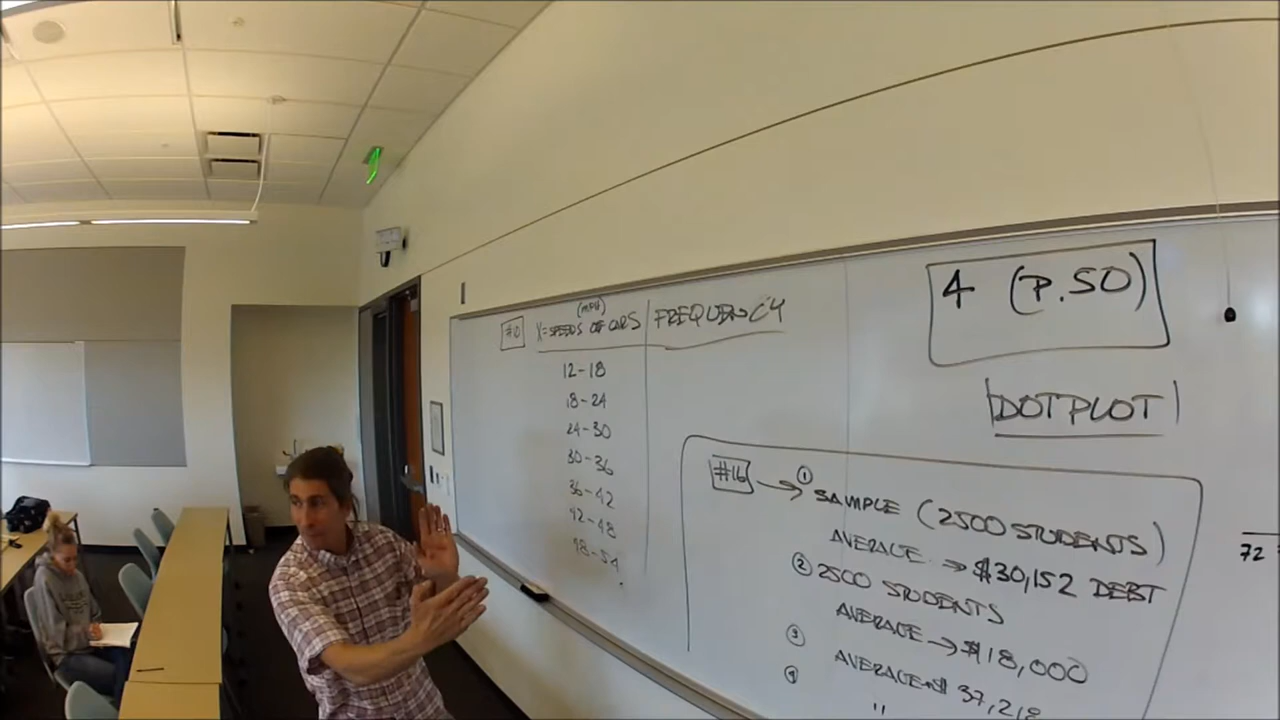 #10 X=SPEEDS OF CARS (MPH) FREQUENCY
12-18
18-24
24-30
30-36
36-42
42-48
48-54
4 (P.50)
DOTPLOT
#16 → ① SAMPLE (2500 STUDENTS)
AVERAGE → $30,152 DEBT
② 2500 STUDENTS
AVERAGE → $18,000
③ AVERAGE → $37,218
④ "
72